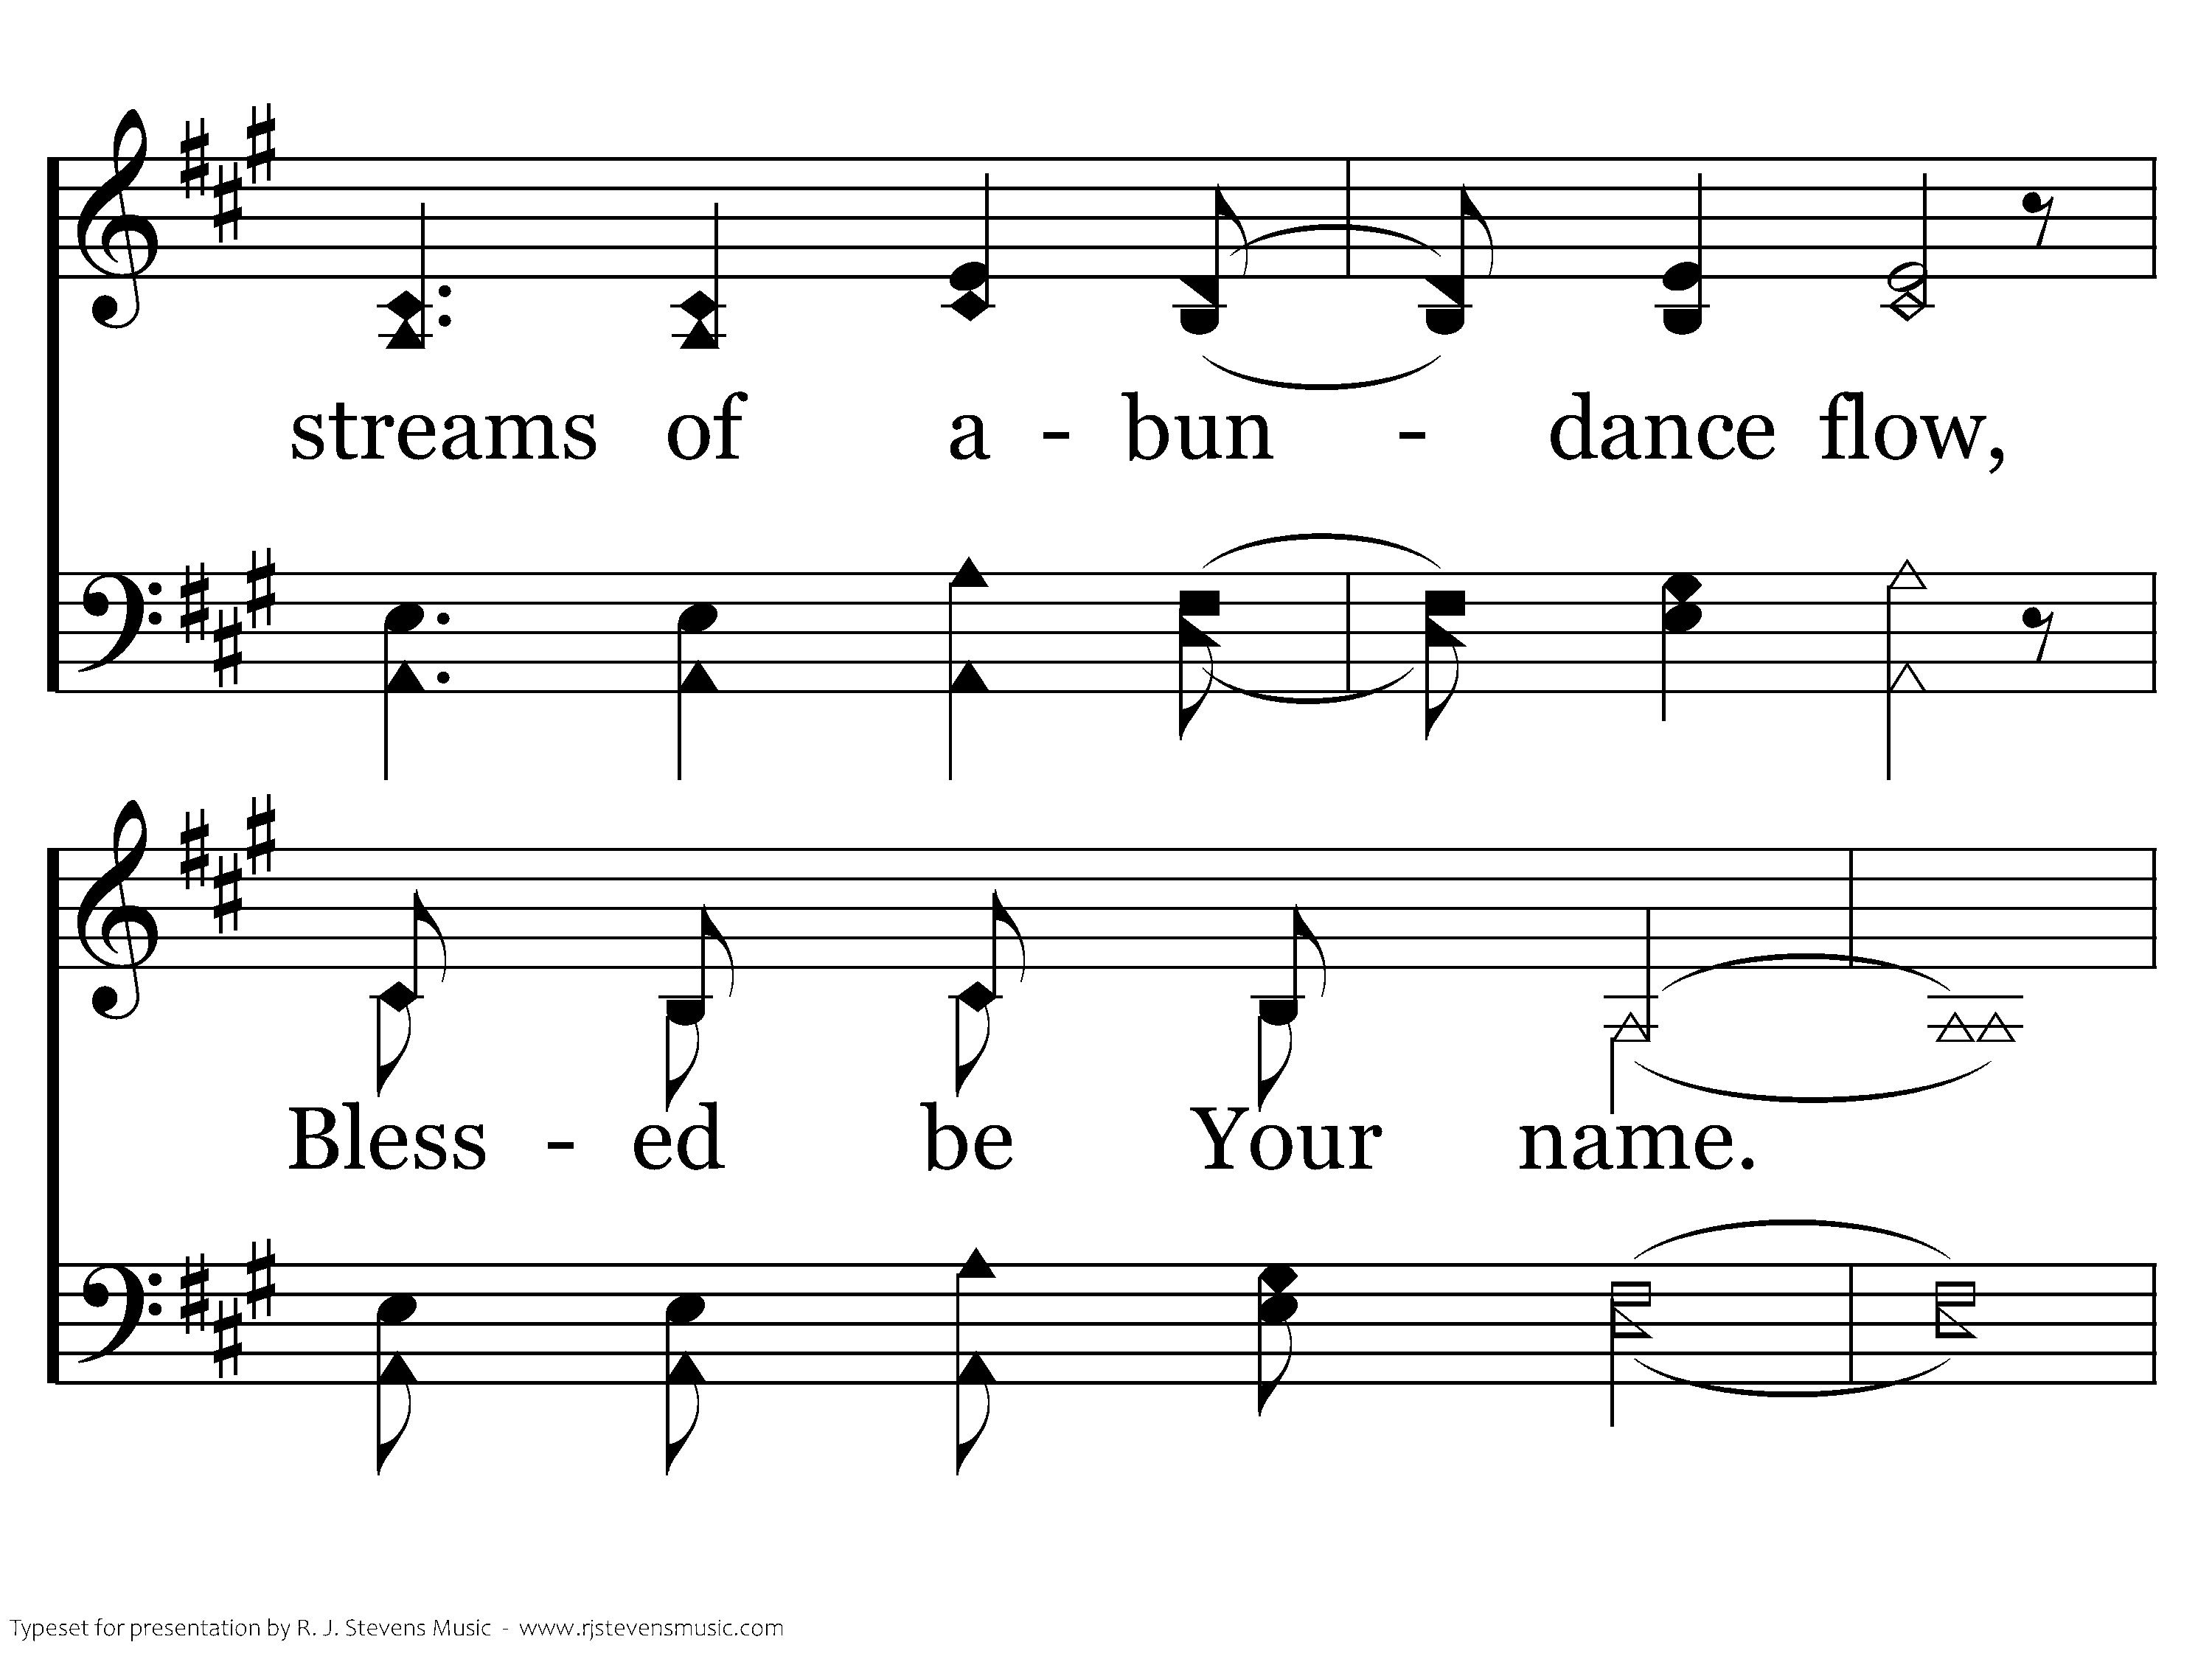 streams of a - bun - dance flow,
Bless - ed be Your name.
Typeset for presentation by R. J. Stevens Music - www.rjstevensmusic.com